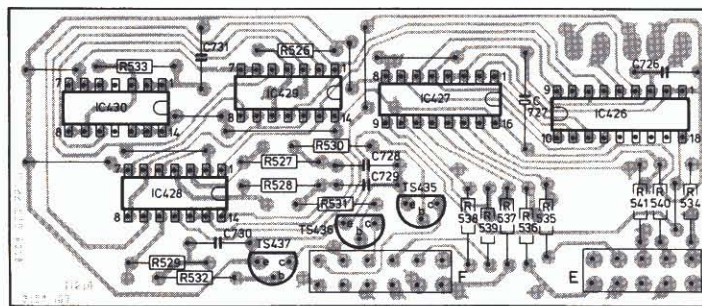 C731
R526
R533
C726
7 1
7 1
8 1
9 1
IC430
IC429
IC427
C727
IC426
8 14
8 14
9 16
10 18
R530
C728
R527
7 1
R528
C729
TS435
IC428
R531
8 14
TS436
R538
R539
R537
R536
R535
R541
R540
R534
C730
TS437
R529
R532
F
E